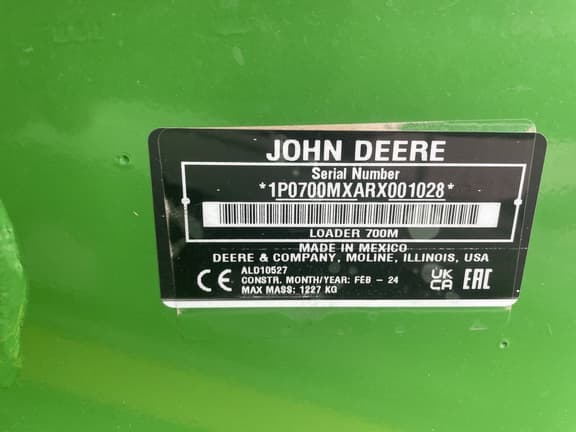 JOHN DEERE
Serial Number
*1P0700MXARX001028*
LOADER 700M
MADE IN MEXICO
DEERE & COMPANY, MOLINE, ILLINOIS, USA
ALO10527
CONSTR. MONTH/YEAR: FEB - 24
MAX MASS: 1227 KG
CE
UK
CA
EAC